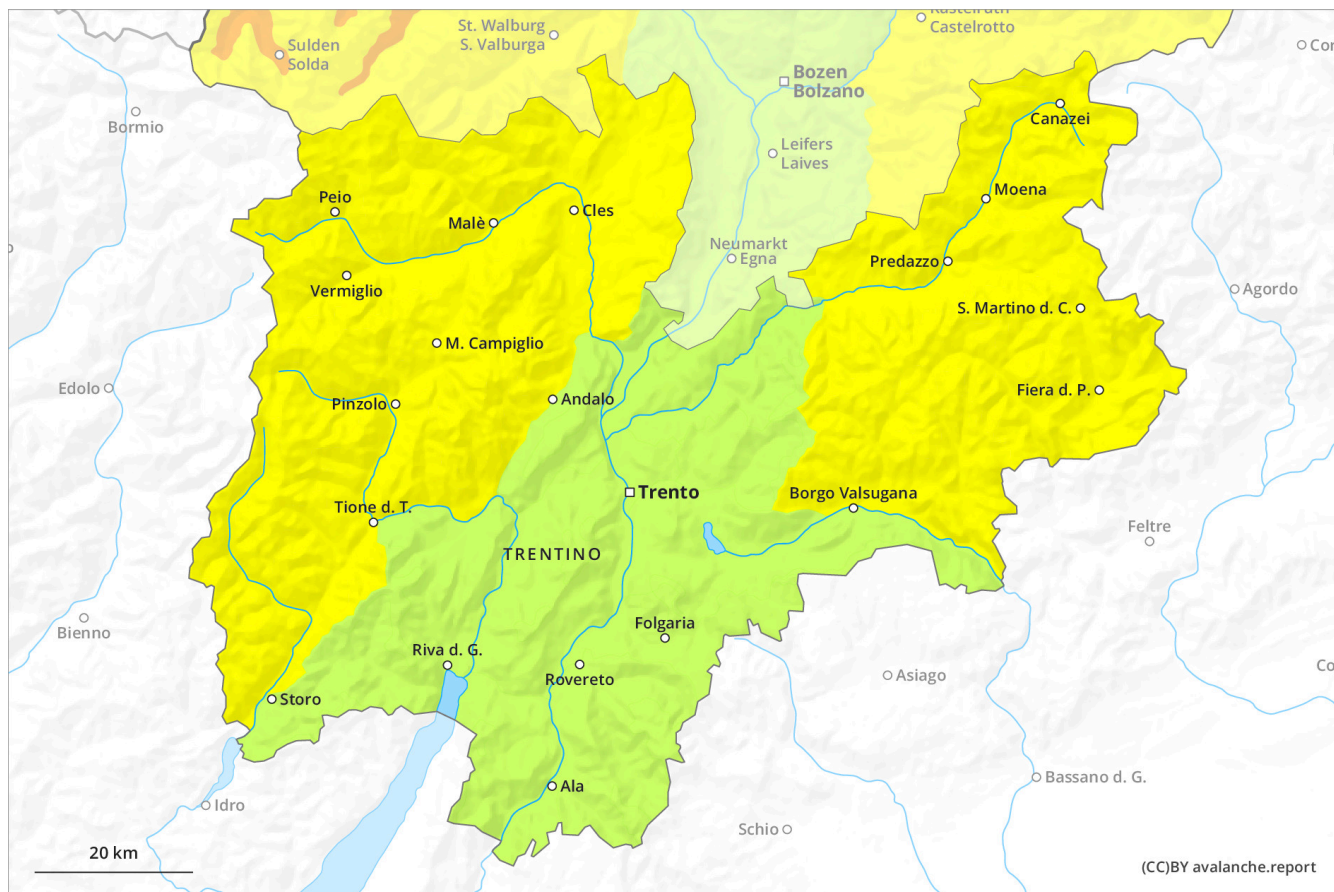 Kastelruth
Castelrotto
St. Walburg
S. Valburga
Sulden
Solda
Bozen
Bolzano
Bormio
Canazei
Leifers
Laives
Peio
Moena
Malè
Cles
Neumarkt
Egna
Predazzo
Vermiglio
Agordo
S. Martino d. C.
M. Campiglio
Edolo
Fiera d. P.
Pinzolo
Andalo
Trento
Borgo Valsugana
Tione d. T.
Feltre
TRENTINO
Bienno
Folgaria
Riva d. G.
Asiago
Rovereto
Storo
Bassano d. G.
Ala
Idro
Schio
20 km
(CC)BY avalanche.report